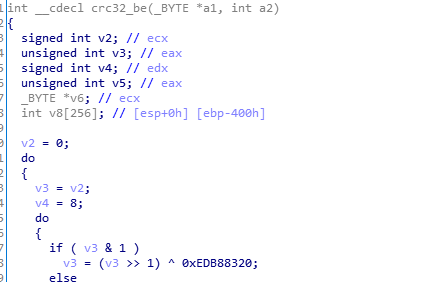 int __cdecl crc32_be(_BYTE *a1, int a2)
{
signed int v2; // ecx
unsigned int v3; // eax
signed int v4; // edx
unsigned int v5; // eax
_BYTE *v6; // ecx
int v8[256]; // [esp+0h] [ebp-400h]
v2 = 0;
do
{
v3 = v2;
v4 = 8;
do
{
if ( v3 & 1 )
v3 = (v3 >> 1) ^ 0xEDB88320;
else